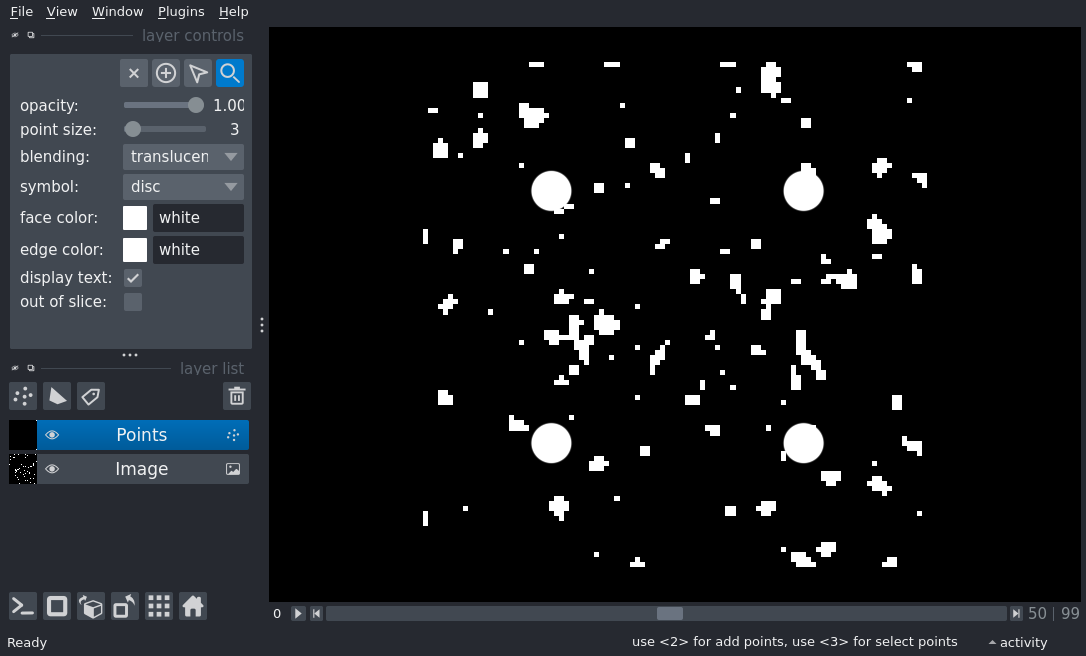 File View Window Plugins Help
layer controls
opacity: 1.00
point size: 3
blending: translucen
symbol: disc
face color: white
edge color: white
display text:
out of slice:
layer list
Points
Image
0 50 | 99
Ready use <2> for add points, use <3> for select points activity